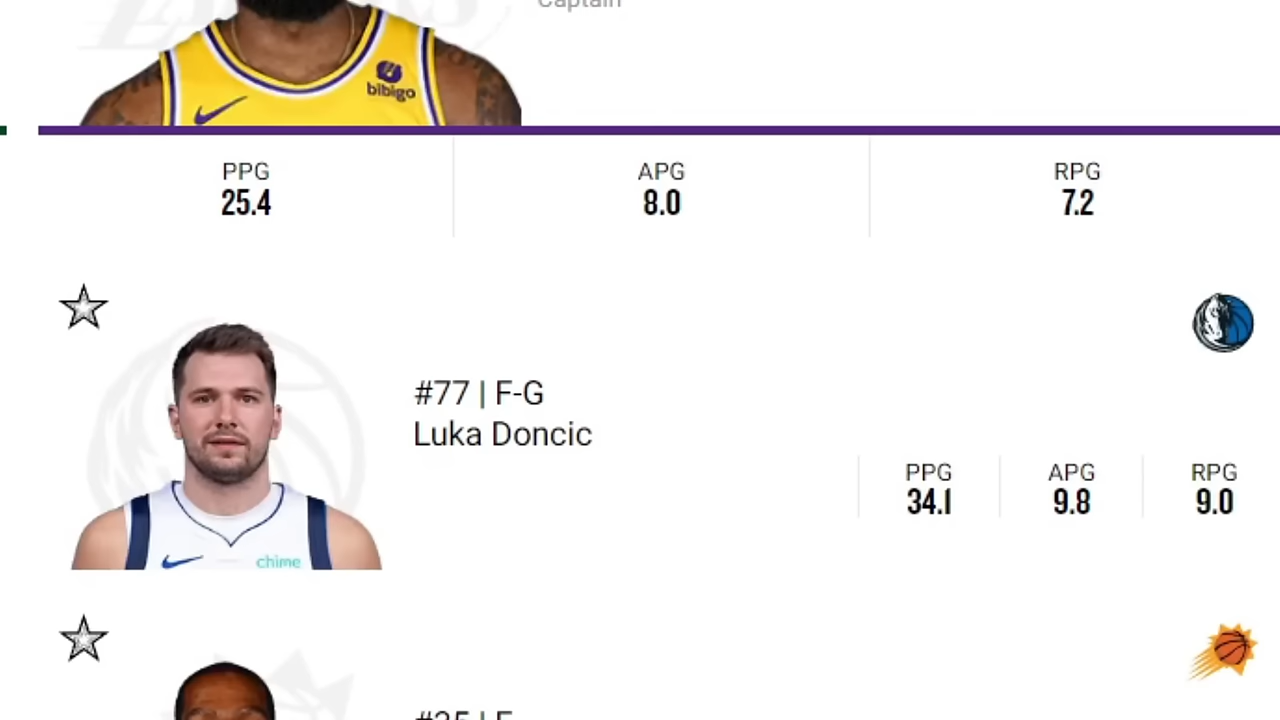 Captain
bibigo
PPG
25.4
APG
8.0
RPG
7.2
#77 | F-G
Luka Doncic
PPG
34.1
APG
9.8
RPG
9.0
chime
#35 | F